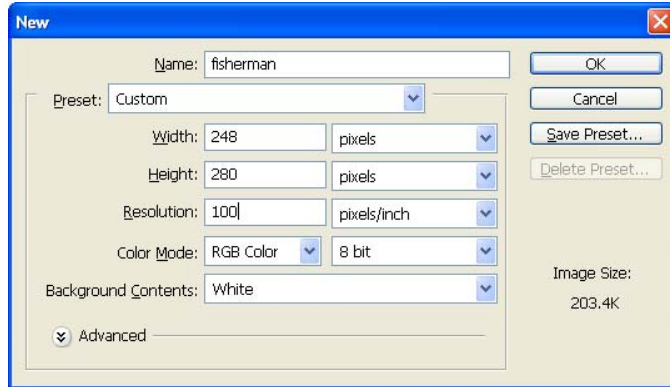 New
Name: fisherman OK
Preset: Custom Cancel
Width: 248 pixels Save Preset...
Height: 280 pixels Delete Preset...
Resolution: 100 pixels/inch
Color Mode: RGB Color 8 bit
Image Size:
Background Contents: White
203.4K
Advanced